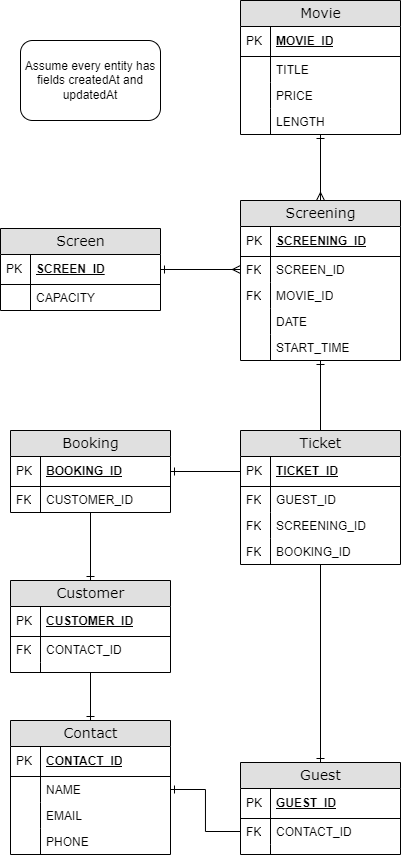 Movie
PK MOVIE_ID
TITLE
PRICE
LENGTH
Assume every entity has
fields createdAt and
updatedAt
Screening
PK SCREENING_ID
FK SCREEN_ID
FK MOVIE_ID
DATE
START_TIME
Screen
PK SCREEN_ID
CAPACITY
Booking
PK BOOKING_ID
FK CUSTOMER_ID
Ticket
PK TICKET_ID
FK GUEST_ID
FK SCREENING_ID
FK BOOKING_ID
Customer
PK CUSTOMER_ID
FK CONTACT_ID
Contact
PK CONTACT_ID
NAME
EMAIL
PHONE
Guest
PK GUEST_ID
FK CONTACT_ID